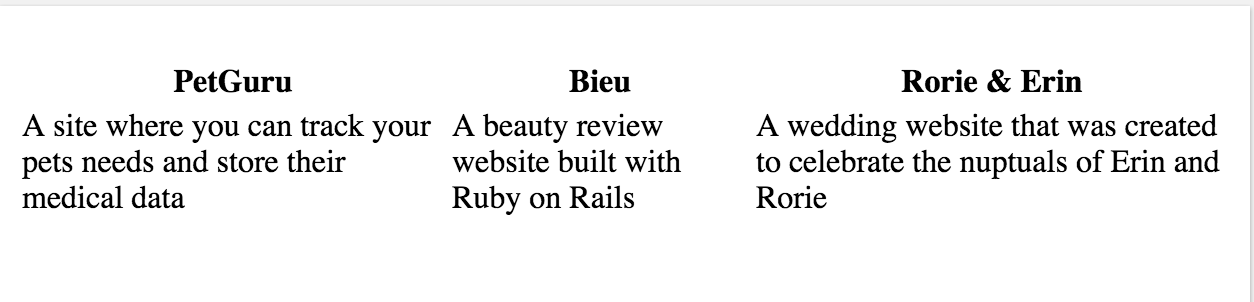 PetGuru
A site where you can track your
pets needs and store their
medical data
Bieu
A beauty review
website built with
Ruby on Rails
Rorie & Erin
A wedding website that was created
to celebrate the nuptuals of Erin and
Rorie